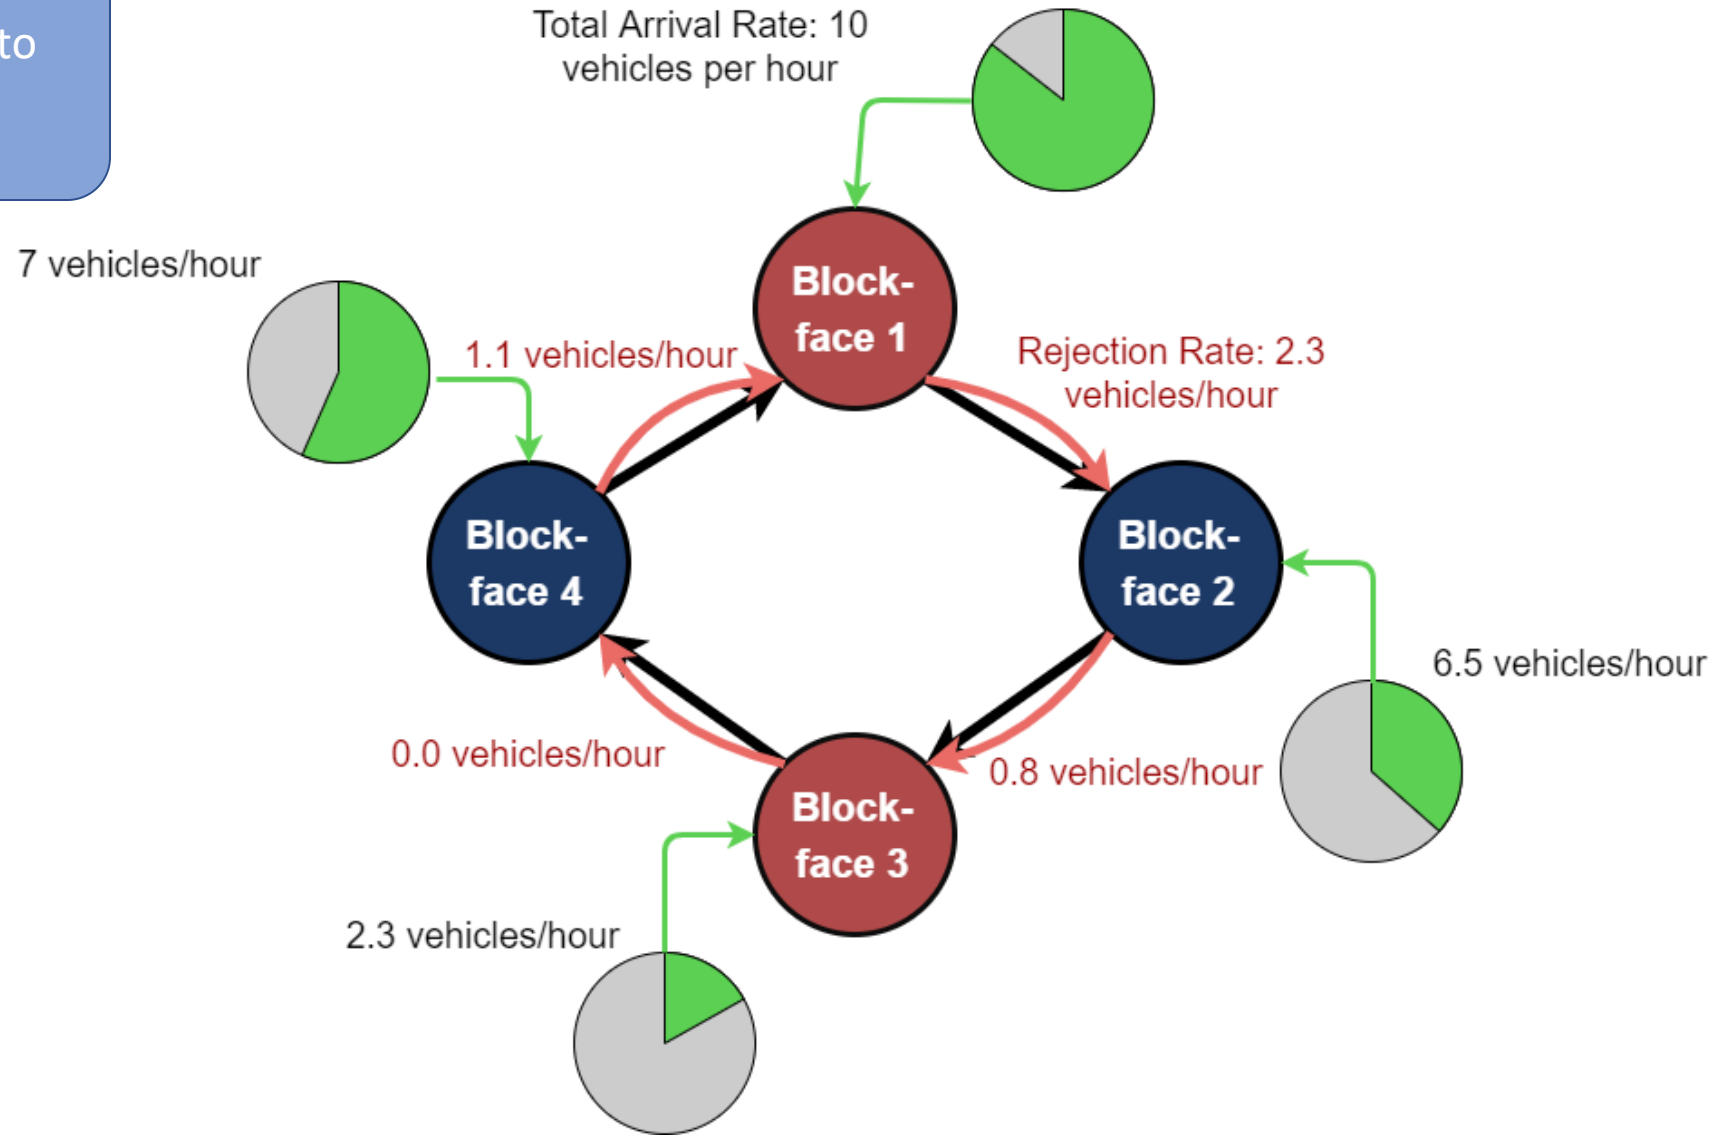 to
Total Arrival Rate: 10
vehicles per hour
7 vehicles/hour
Block-
face 1
1.1 vehicles/hour
Rejection Rate: 2.3
vehicles/hour
Block-
face 4
Block-
face 2
6.5 vehicles/hour
0.0 vehicles/hour
0.8 vehicles/hour
Block-
face 3
2.3 vehicles/hour